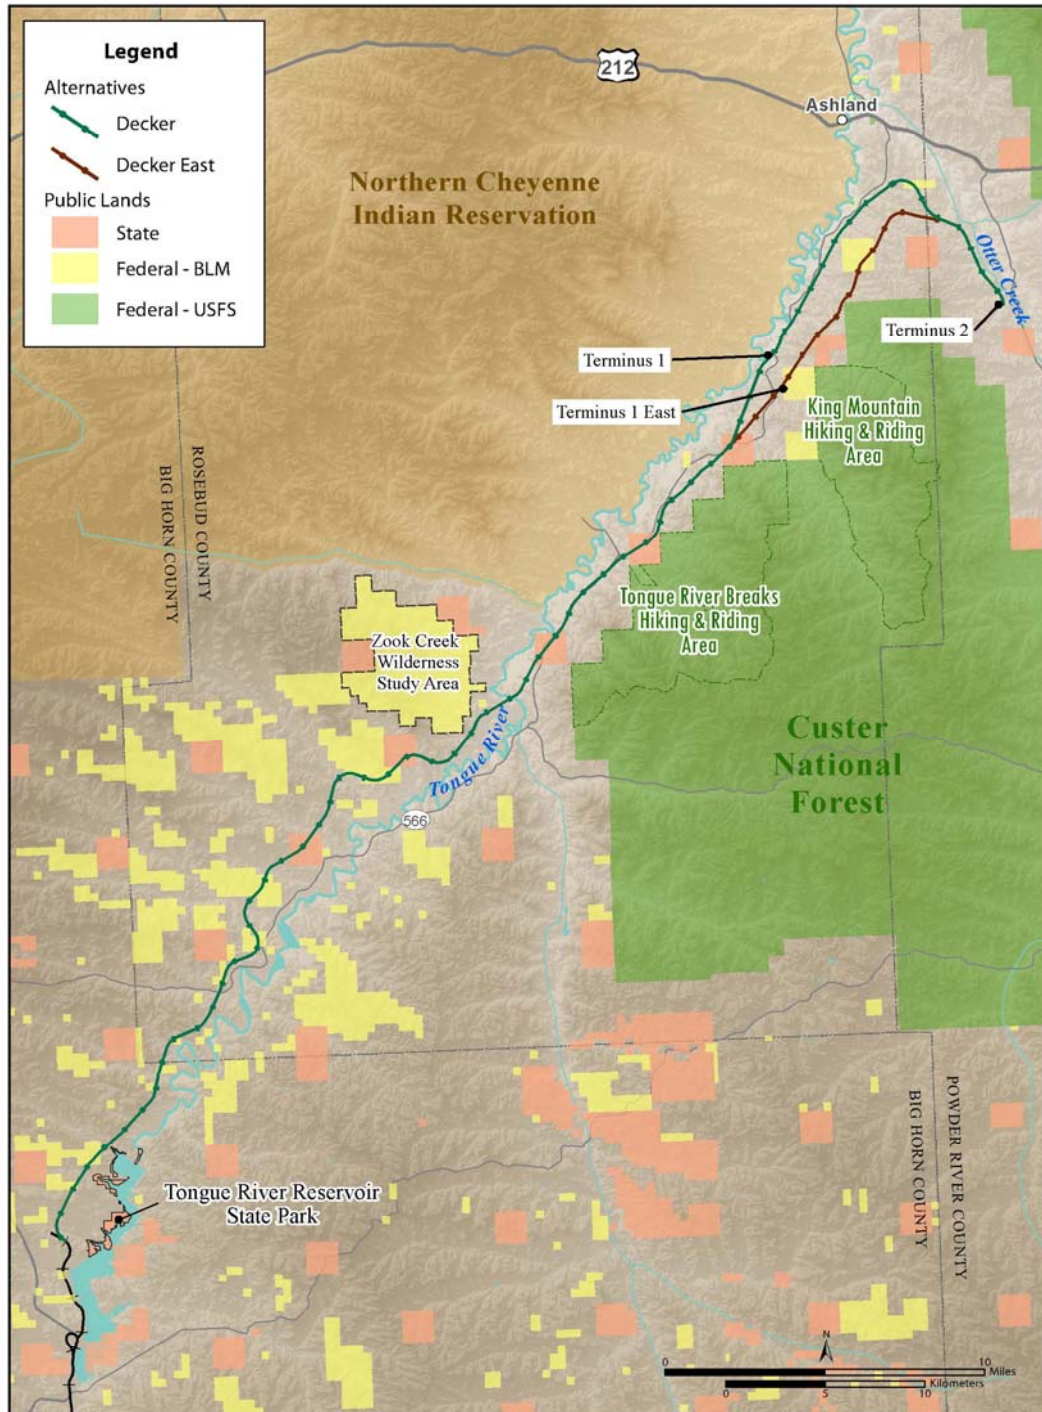 Legend
Alternatives
Decker
Decker East
Public Lands
State
Federal - BLM
Federal - USFS
212
Ashland
Northern Cheyenne
Indian Reservation
Otter Creek
Terminus 2
Terminus 1
Terminus 1 East
King Mountain
Hiking & Riding
Area
ROSEBUD COUNTY
BIG HORN COUNTY
Tongue River Breaks
Hiking & Riding
Area
Zook Creek
Wilderness
Study Area
Tongue River
Custer
National
Forest
566
POWDER RIVER COUNTY
BIG HORN COUNTY
Tongue River Reservoir
State Park
N
0 10
Miles
Kilometers
0 5 10